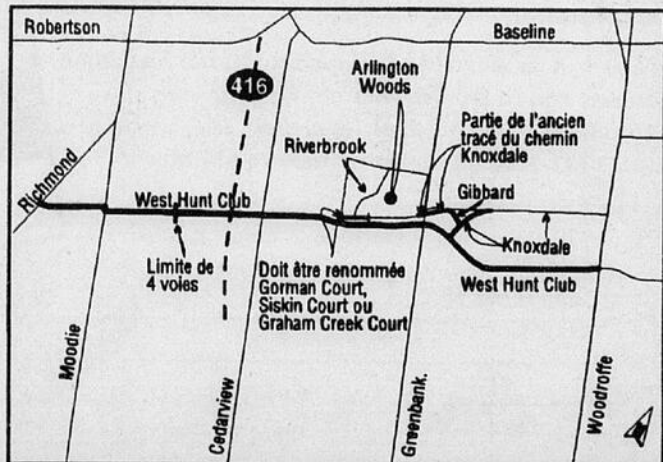 Robertson
Baseline
416
Arlington
Woods
Partie de l'ancien
tracé du chemin
Knoxdale
Riverbrook
Richmond
West Hunt Club
Gibbard
Knoxdale
Limite de
4 voies
Doit être renommée
Gorman Court,
Siskin Court ou
Graham Creek Court
West Hunt Club
Moodie
Cedarview
Greenbank.
Woodroffe